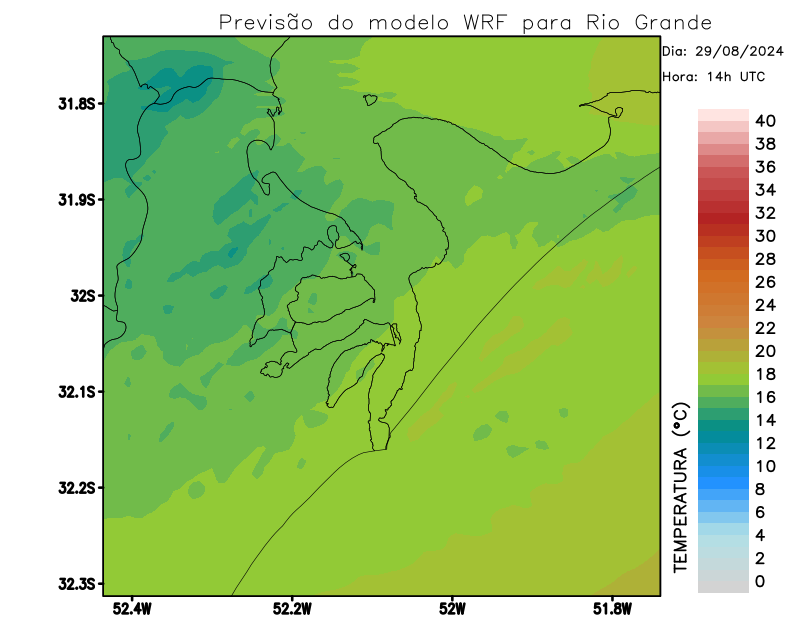 Previsão do modelo WRF para Rio Grande
Dia: 29/08/2024
Hora: 14h UTC
31.8S
31.9S
32S
32.1S
32.2S
32.3S
52.4W
52.2W
52W
51.8W
TEMPERATURA (°C)
40
38
36
34
32
30
28
26
24
22
20
18
16
14
12
10
8
6
4
2
0